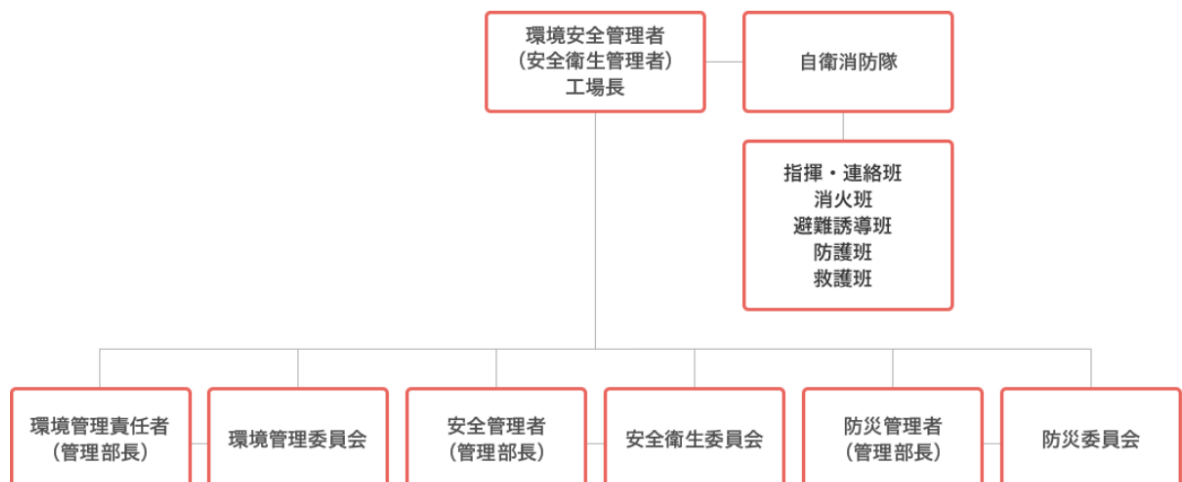 環境安全管理者
（安全衛生管理者）
工場長
自衛消防隊
指揮・連絡班
消火班
避難誘導班
防護班
救護班
環境管理責任者
（管理部長）
環境管理委員会
安全管理者
（管理部長）
安全衛生委員会
防災管理者
（管理部長）
防災委員会